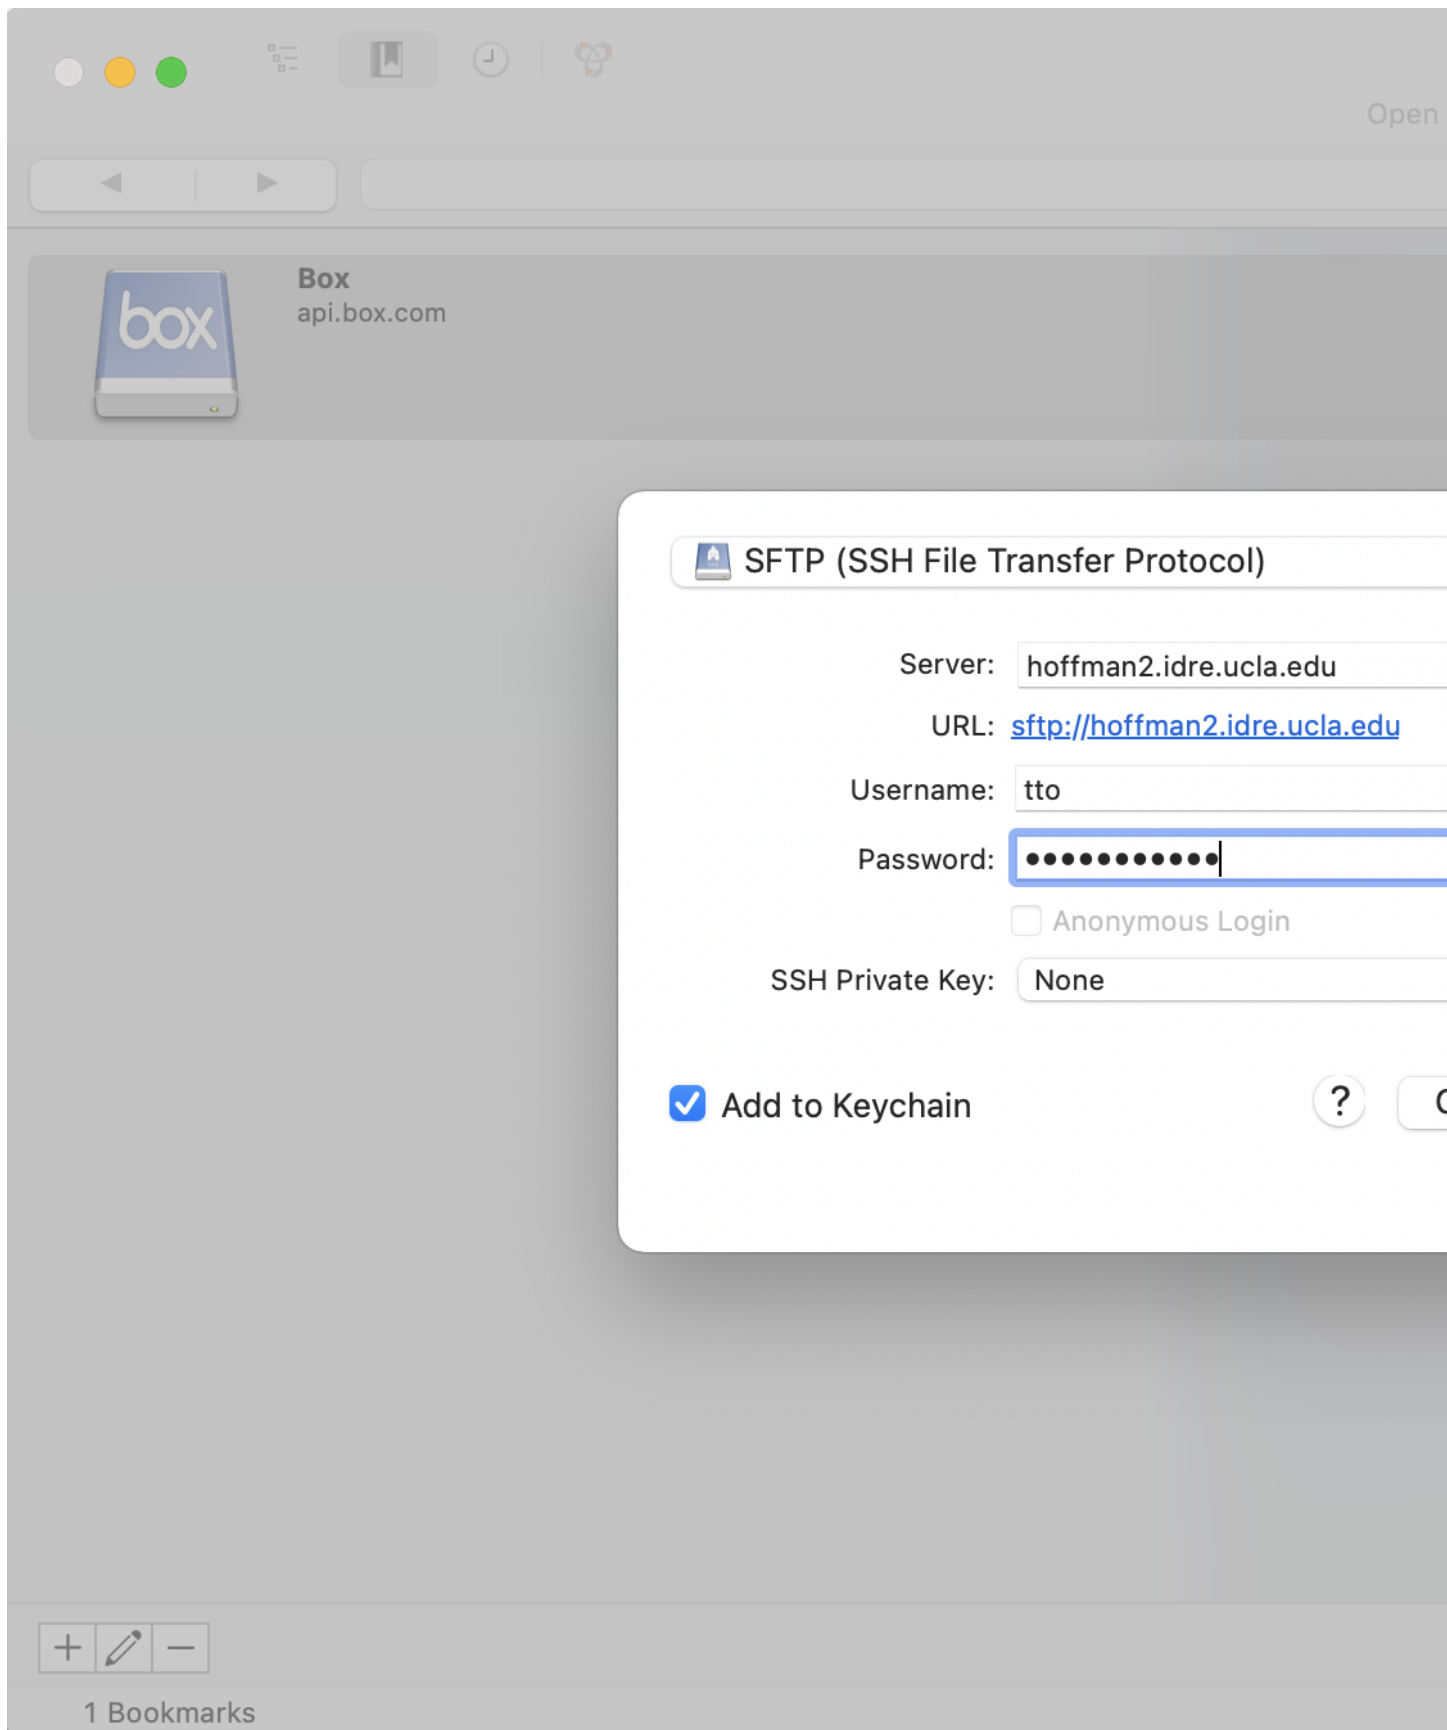 Open
box
Box
api.box.com
SFTP (SSH File Transfer Protocol)
Server: hoffman2.idre.ucla.edu
URL: sftp://hoffman2.idre.ucla.edu
Username: tto
Password: •••••••••••
Anonymous Login
SSH Private Key: None
Add to Keychain
?
1 Bookmarks